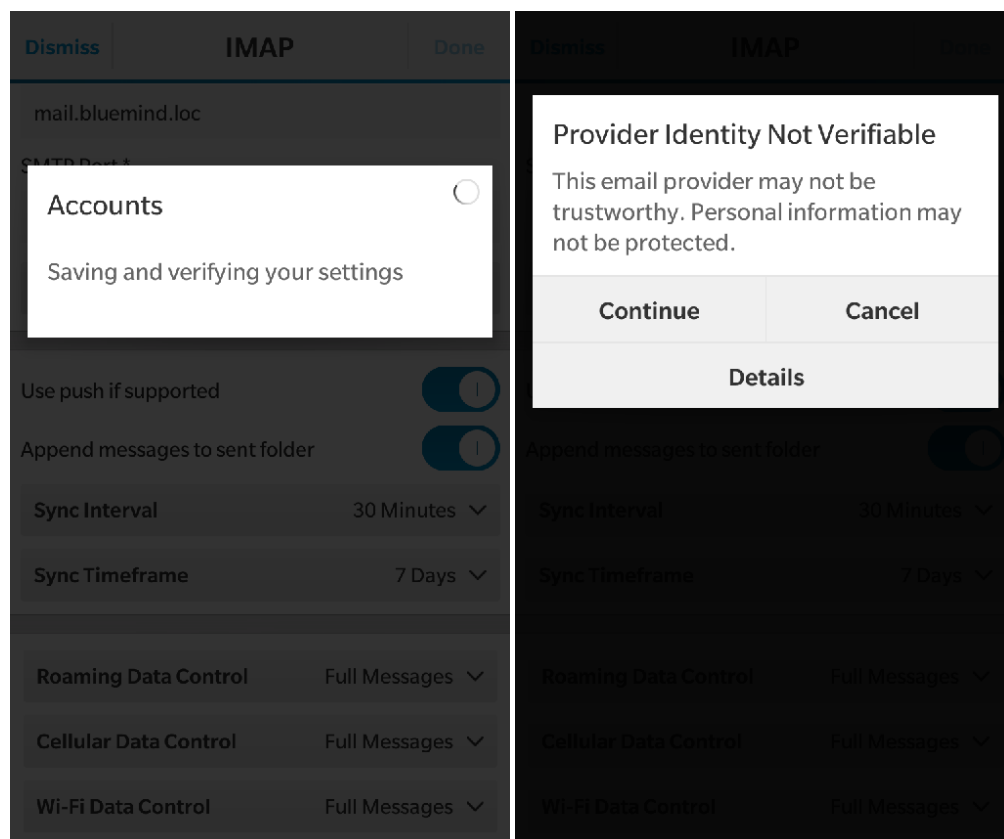 Dismiss
IMAP
Done
mail.bluemind.loc
SMTP Port *
Accounts
Saving and verifying your settings
Use push if supported
Append messages to sent folder
Sync Interval
30 Minutes
Sync Timeframe
7 Days
Roaming Data Control
Full Messages
Cellular Data Control
Full Messages
Wi-Fi Data Control
Full Messages
Dismiss
IMAP
Done
Provider Identity Not Verifiable
This email provider may not be
trustworthy. Personal information may
not be protected.
Continue
Cancel
Details
Append messages to sent folder
Sync Interval
30 Minutes
Sync Timeframe
7 Days
Roaming Data Control
Full Messages
Cellular Data Control
Full Messages
Wi-Fi Data Control
Full Messages